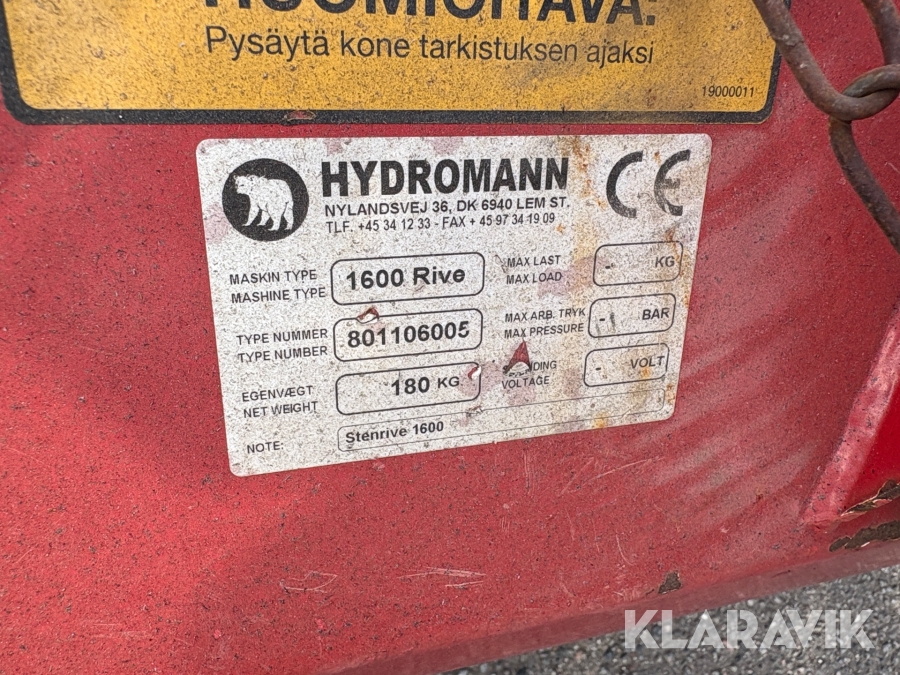 HUOMIOITAVA:
Pysäytä kone tarkistuksen ajaksi
19000011
HYDROMANN
NYLANDSVEJ 36, DK 6940 LEM ST.
TLF. +45 34 12 33 - FAX + 45 97 34 19 09
CE
MASKIN TYPE
MASHINE TYPE
1600 Rive
MAX LAST
MAX LOAD
- KG
TYPE NUMMER
TYPE NUMBER
801106005
MAX ARB. TRYK
MAX PRESSURE
- BAR
EGENVÆGT
NET WEIGHT
180 KG.
VOLTAGE
- VOLT
NOTE:
Stenrive 1600
KLARAVIK